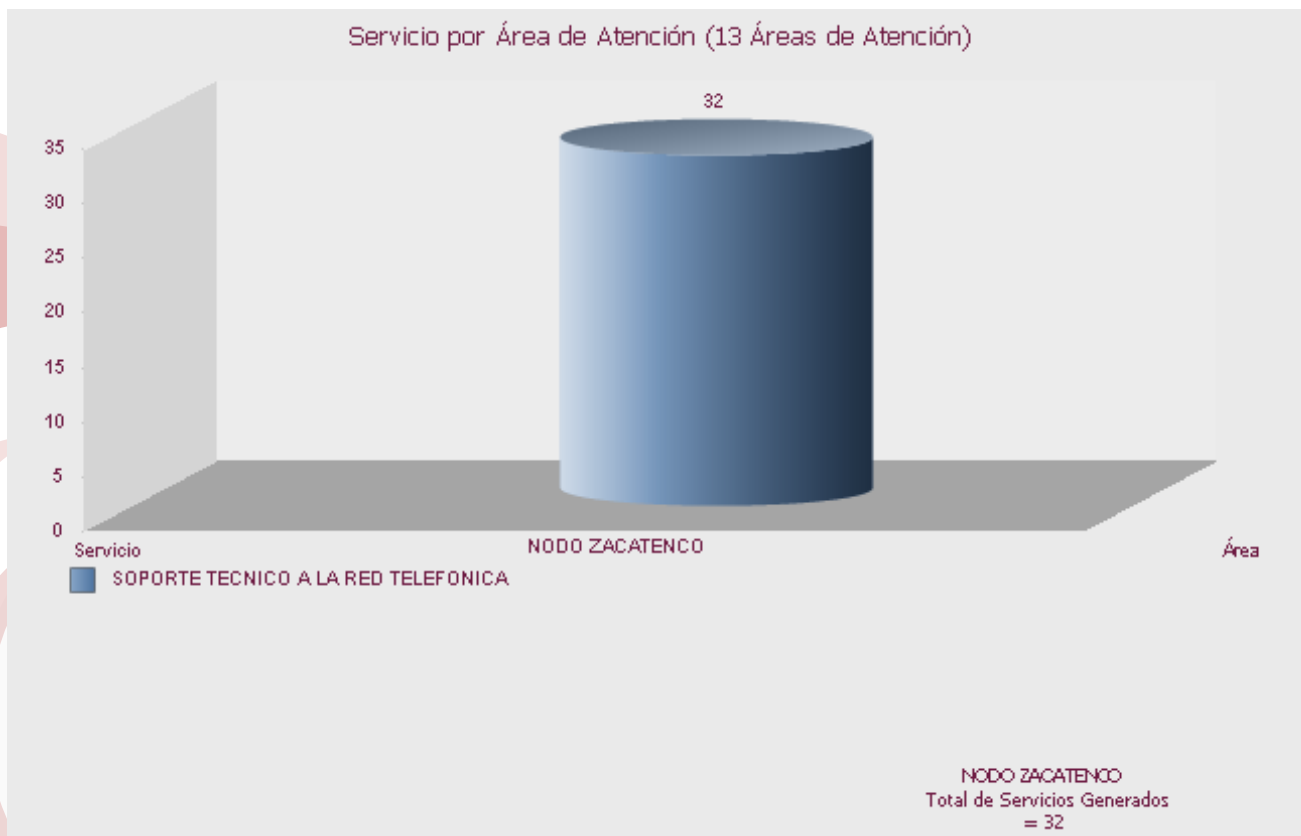 Servicio por Área de Atención (13 Áreas de Atención)
32
35
30
25
20
15
10
5
0
Servicio
NODO ZACATENCO
Área
SOPORTE TECNICO A LA RED TELEFONICA
NODO ZACATENCO
Total de Servicios Generados
= 32